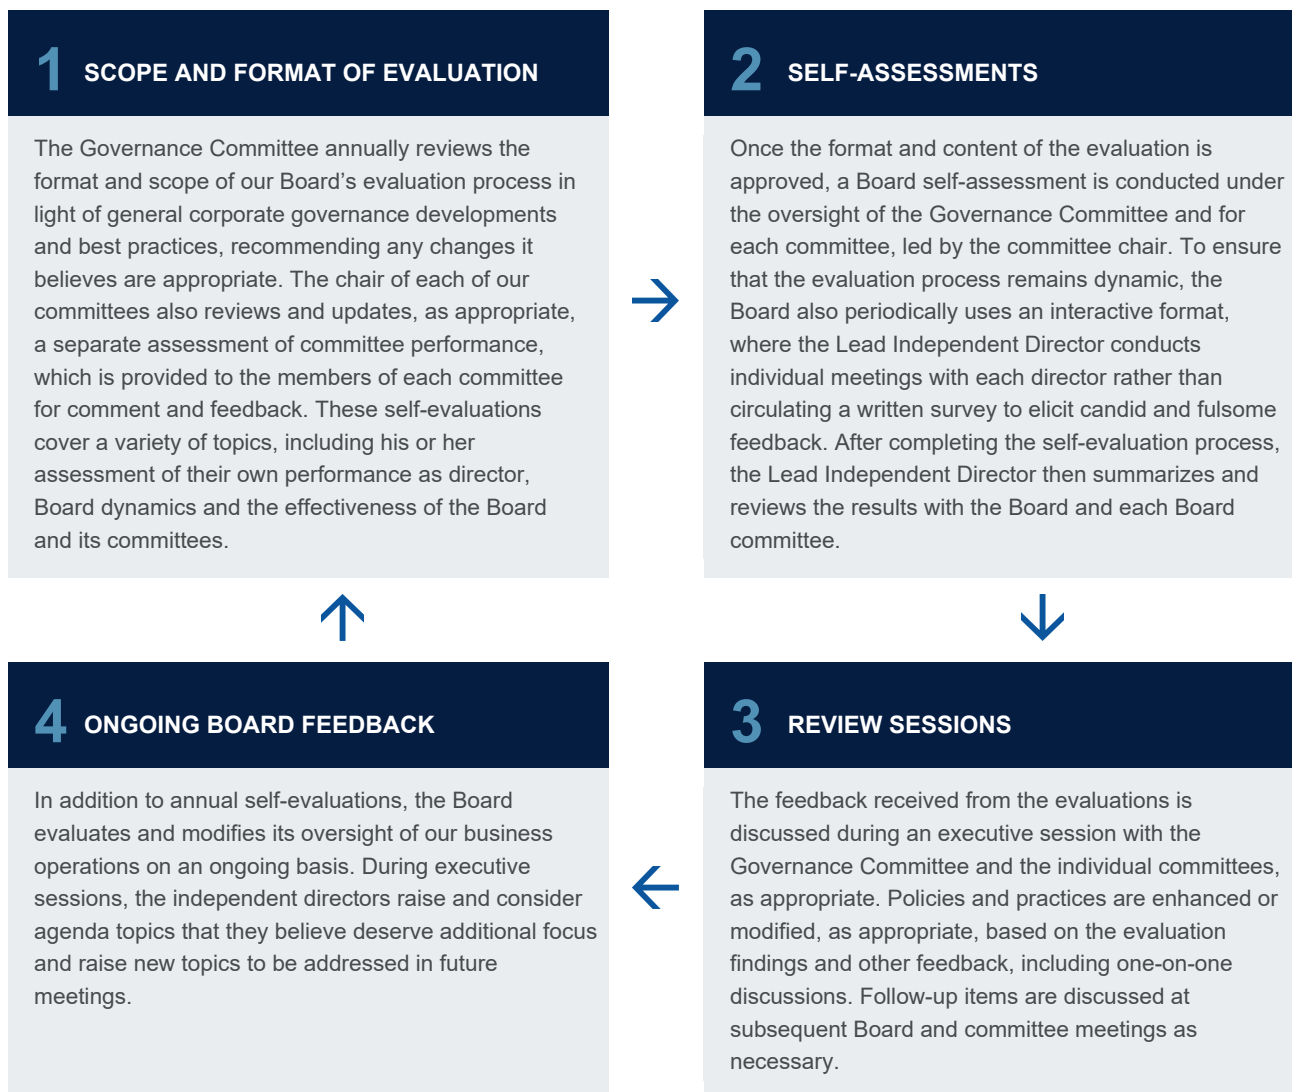 1 SCOPE AND FORMAT OF EVALUATION
The Governance Committee annually reviews the
format and scope of our Board’s evaluation process in
light of general corporate governance developments
and best practices, recommending any changes it
believes are appropriate. The chair of each of our
committees also reviews and updates, as appropriate,
a separate assessment of committee performance,
which is provided to the members of each committee
for comment and feedback. These self-evaluations
cover a variety of topics, including his or her
assessment of their own performance as director,
Board dynamics and the effectiveness of the Board
and its committees.
2 SELF-ASSESSMENTS
Once the format and content of the evaluation is
approved, a Board self-assessment is conducted under
the oversight of the Governance Committee and for
each committee, led by the committee chair. To ensure
that the evaluation process remains dynamic, the
Board also periodically uses an interactive format,
where the Lead Independent Director conducts
individual meetings with each director rather than
circulating a written survey to elicit candid and fulsome
feedback. After completing the self-evaluation process,
the Lead Independent Director then summarizes and
reviews the results with the Board and each Board
committee.
3 REVIEW SESSIONS
The feedback received from the evaluations is
discussed during an executive session with the
Governance Committee and the individual committees,
as appropriate. Policies and practices are enhanced or
modified, as appropriate, based on the evaluation
findings and other feedback, including one-on-one
discussions. Follow-up items are discussed at
subsequent Board and committee meetings as
necessary.
4 ONGOING BOARD FEEDBACK
In addition to annual self-evaluations, the Board
evaluates and modifies its oversight of our business
operations on an ongoing basis. During executive
sessions, the independent directors raise and consider
agenda topics that they believe deserve additional focus
and raise new topics to be addressed in future
meetings.